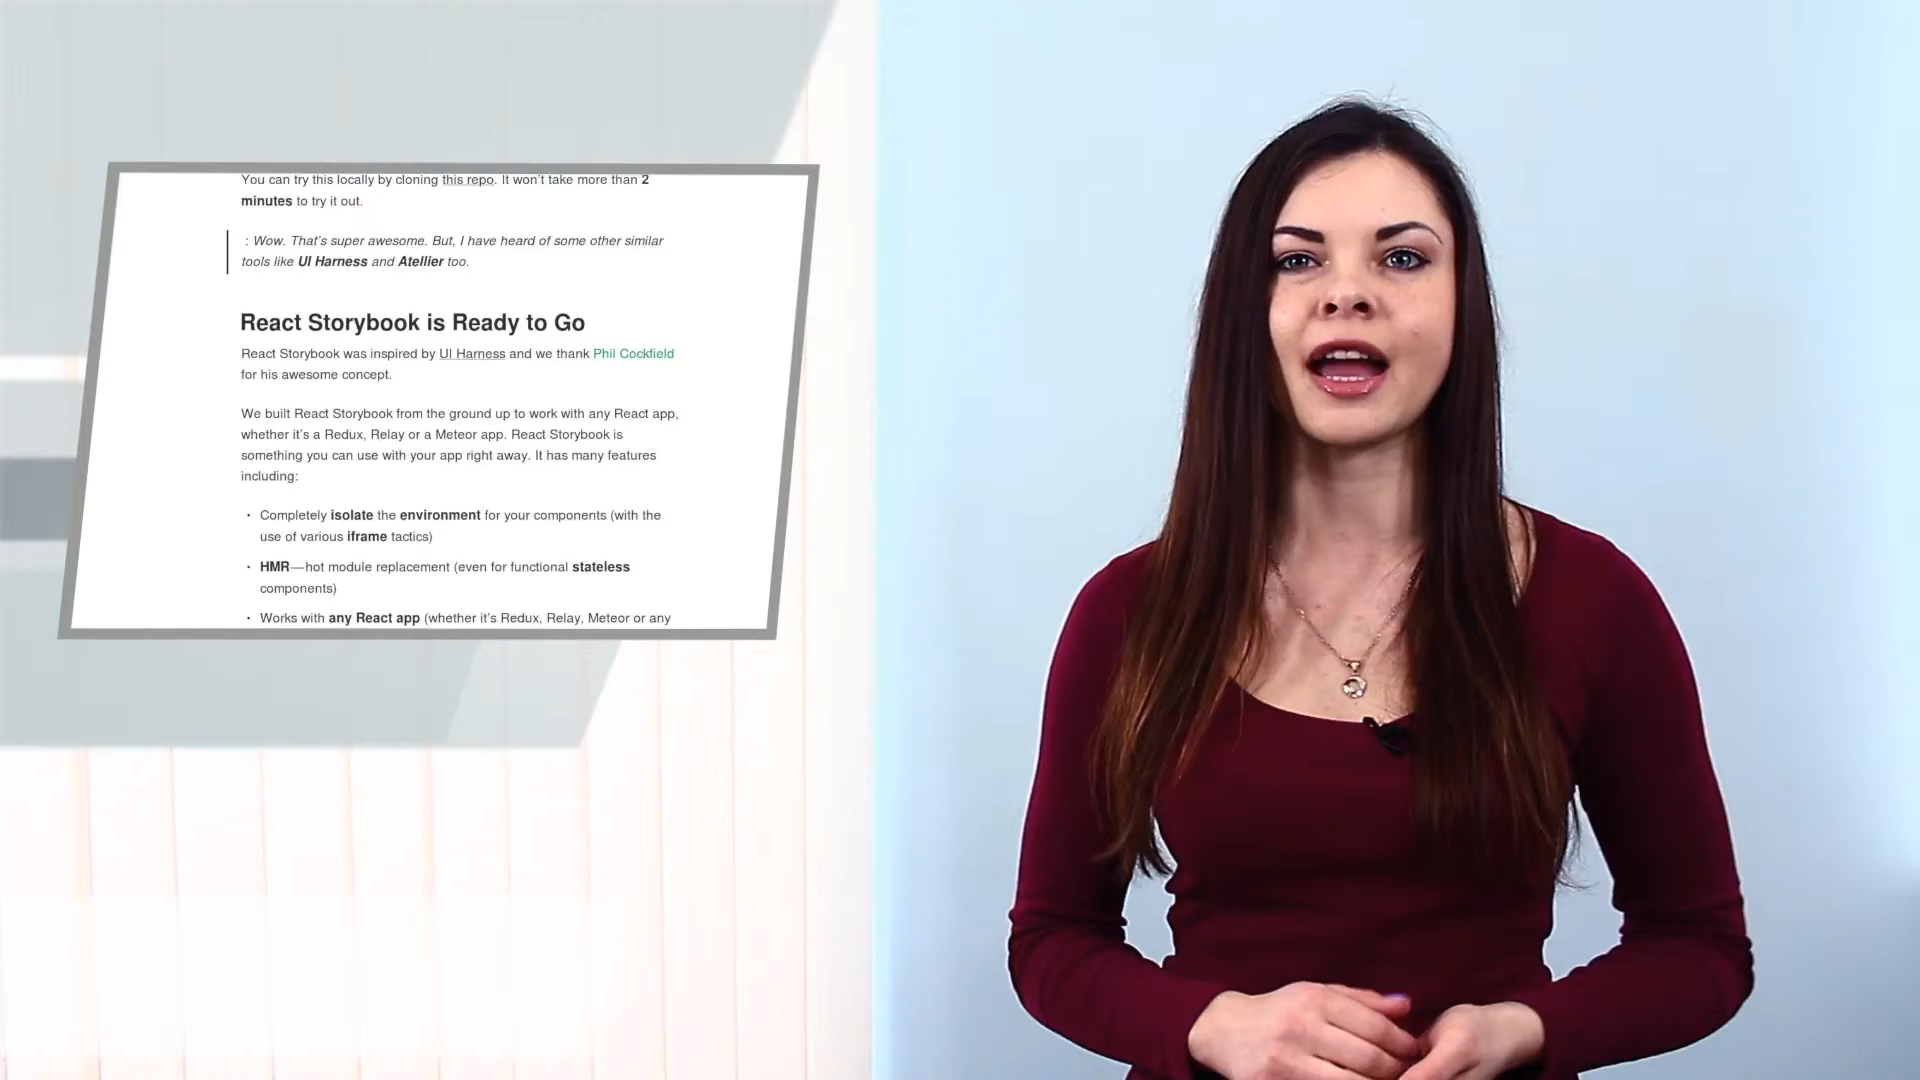 You can try this locally by cloning this repo. It won't take more than 2
minutes to try it out.
: Wow. That's super awesome. But, I have heard of some other similar
tools like UI Harness and Atellier too.
React Storybook is Ready to Go
React Storybook was inspired by UI Harness and we thank Phil Cockfield
for his awesome concept.
We built React Storybook from the ground up to work with any React app,
whether it's a Redux, Relay or a Meteor app. React Storybook is
something you can use with your app right away. It has many features
including:
• Completely isolate the environment for your components (with the
use of various iframe tactics)
• HMR—hot module replacement (even for functional stateless
components)
• Works with any React app (whether it's Redux, Relay, Meteor or any